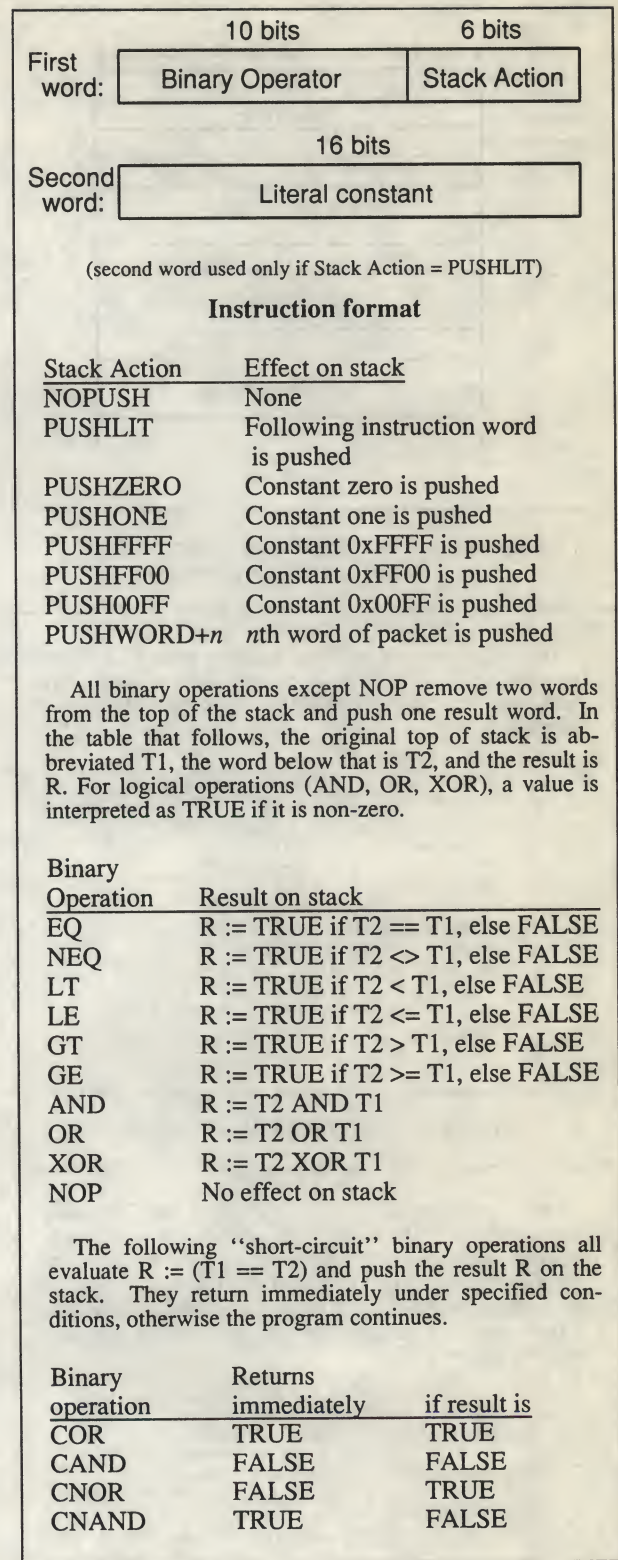 10 bits 6 bits
First word: Binary Operator Stack Action
16 bits
Second word: Literal constant
(second word used only if Stack Action = PUSHLIT)
Instruction format
Stack Action Effect on stack
NOPUSH None
PUSHLIT Following instruction word
is pushed
PUSHZERO Constant zero is pushed
PUSHONE Constant one is pushed
PUSHFFFF Constant 0xFFFF is pushed
PUSHFF00 Constant 0xFF00 is pushed
PUSH00FF Constant 0x00FF is pushed
PUSHWORD+n nth word of packet is pushed
All binary operations except NOP remove two words
from the top of the stack and push one result word. In
the table that follows, the original top of stack is ab-
breviated T1, the word below that is T2, and the result is
R. For logical operations (AND, OR, XOR), a value is
interpreted as TRUE if it is non-zero.
Binary
Operation Result on stack
EQ R := TRUE if T2 == T1, else FALSE
NEQ R := TRUE if T2 <> T1, else FALSE
LT R := TRUE if T2 < T1, else FALSE
LE R := TRUE if T2 <= T1, else FALSE
GT R := TRUE if T2 > T1, else FALSE
GE R := TRUE if T2 >= T1, else FALSE
AND R := T2 AND T1
OR R := T2 OR T1
XOR R := T2 XOR T1
NOP No effect on stack
The following ‘‘short-circuit’’ binary operations all
evaluate R := (T1 == T2) and push the result R on the
stack. They return immediately under specified con-
ditions, otherwise the program continues.
Binary Returns
operation immediately if result is
COR TRUE TRUE
CAND FALSE FALSE
CNOR FALSE TRUE
CNAND TRUE FALSE